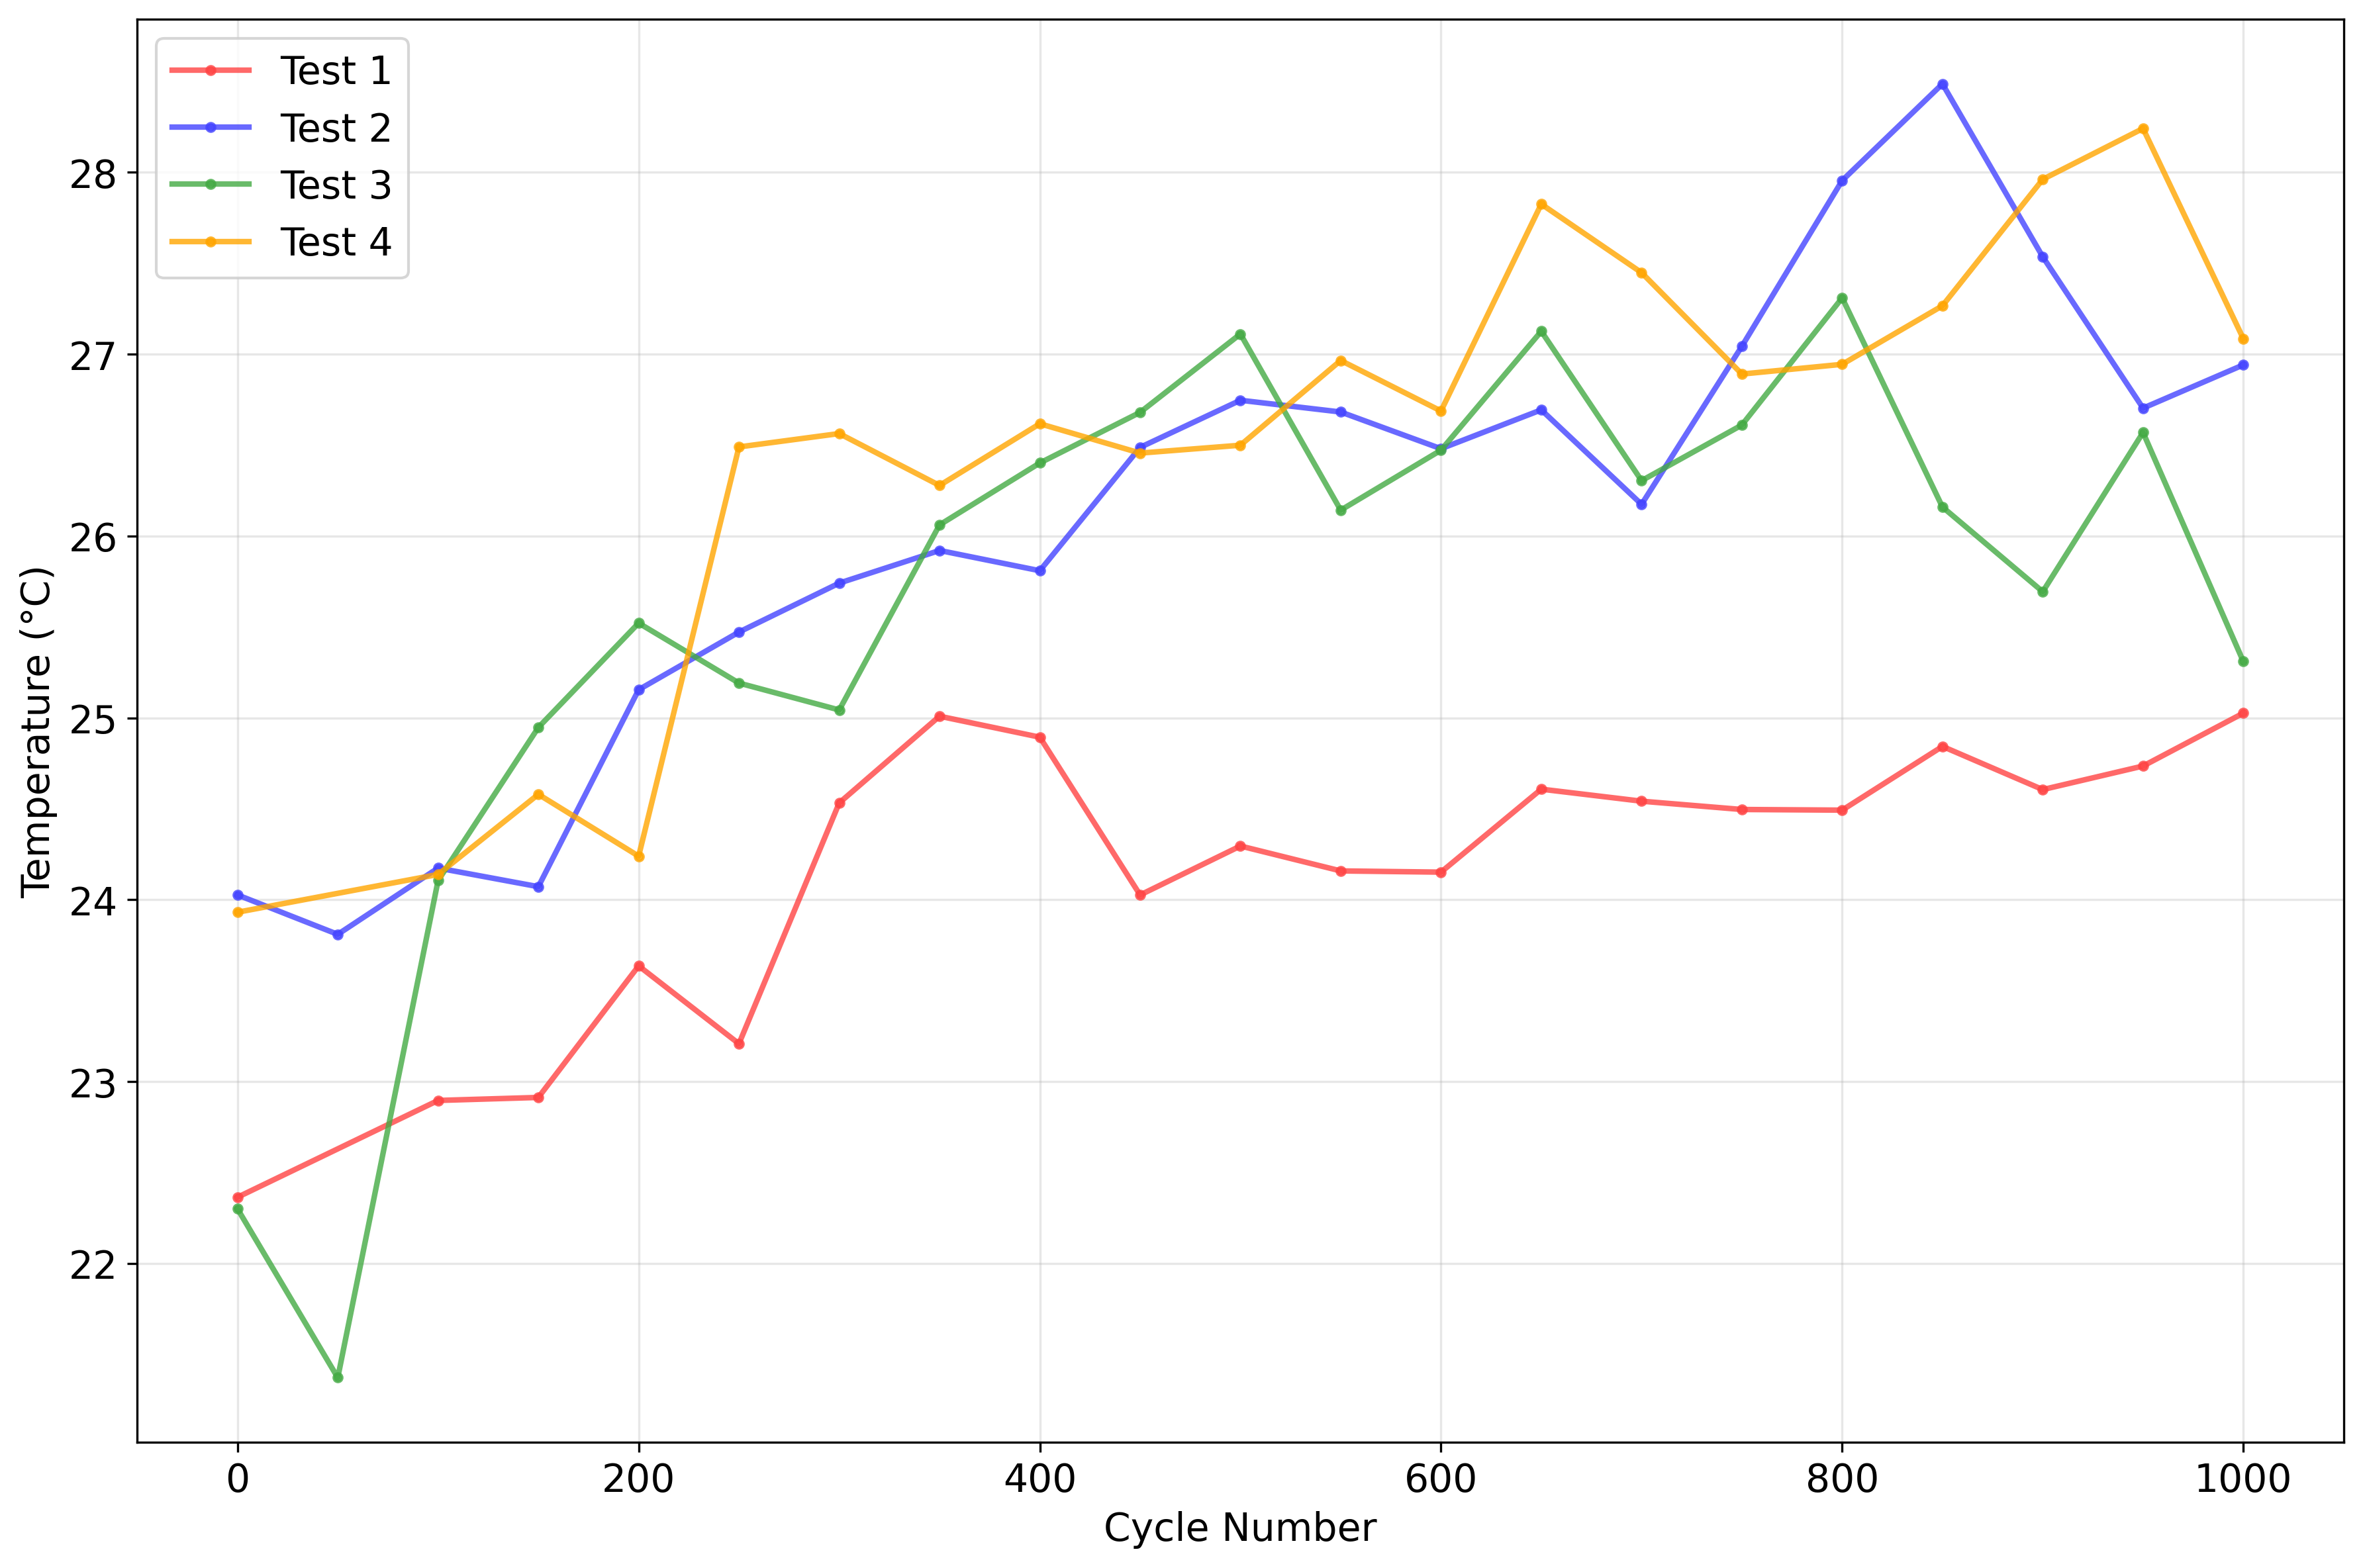 Test 1
Test 2
Test 3
Test 4
28
27
26
25
24
23
22
Temperature (°C)
0 200 400 600 800 1000
Cycle Number